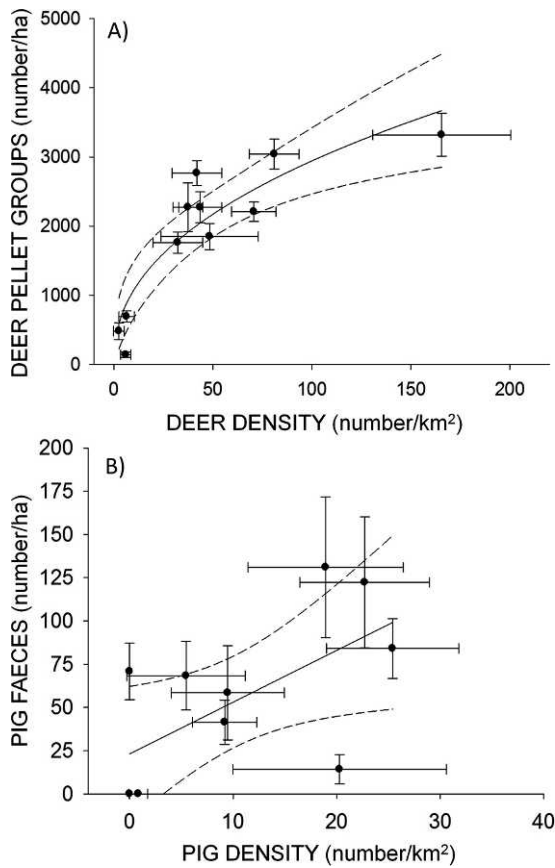 A)
DEER PELLET GROUPS (number/ha)
5000
4000
3000
2000
1000
0
0 50 100 150 200
DEER DENSITY (number/km²)
B)
PIG FAECES (number/ha)
200
175
150
125
100
75
50
25
0
0 10 20 30 40
PIG DENSITY (number/km²)